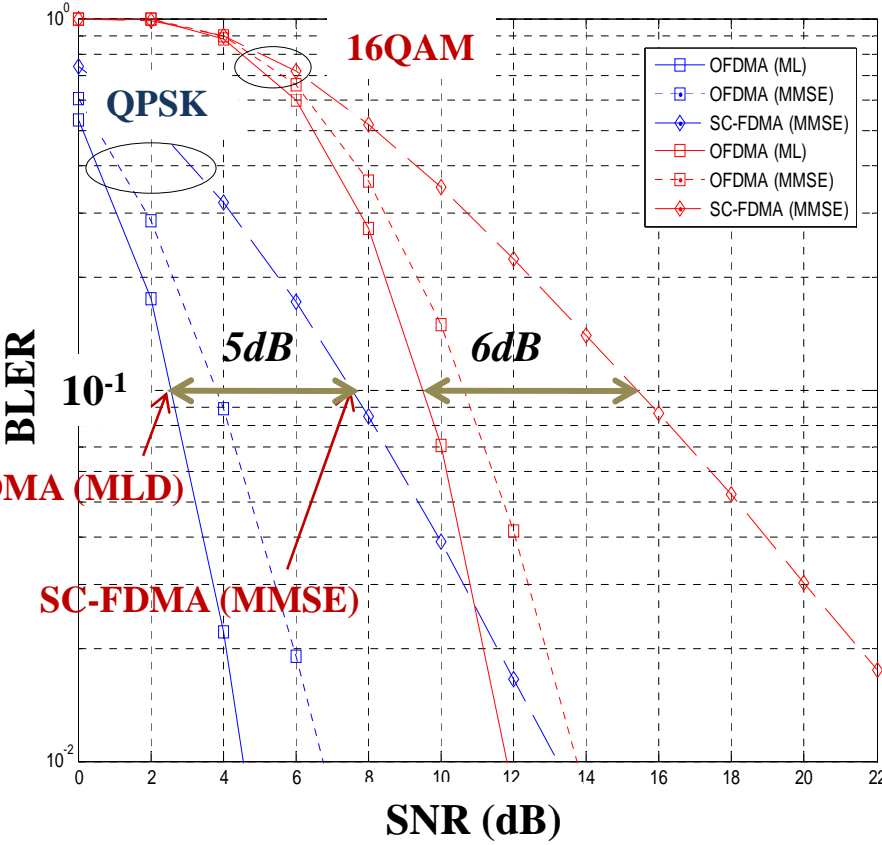 10^0
16QAM
QPSK
OFDMA (ML)
OFDMA (MMSE)
SC-FDMA (MMSE)
OFDMA (ML)
OFDMA (MMSE)
SC-FDMA (MMSE)
5dB
6dB
BLER
10^-1
DMA (MLD)
SC-FDMA (MMSE)
10^-2
0 2 4 6 8 10 12 14 16 18 20 22
SNR (dB)